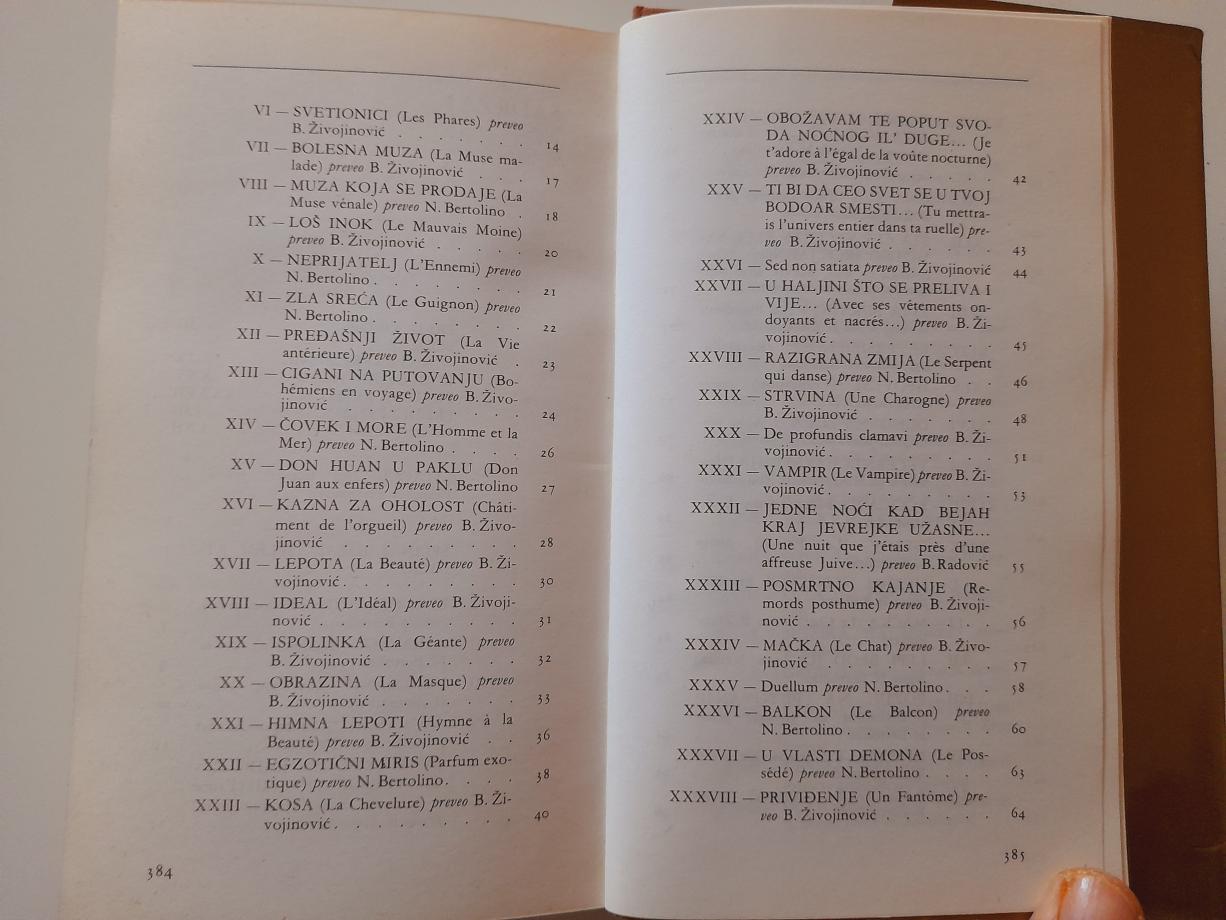 VI — SVETIONICI (Les Phares) preveo
B. Živojinović . . . . . . 14
VII — BOLESNA MUZA (La Muse ma-
lade) preveo B. Živojinović . . . 17
VIII — MUZA KOJA SE PRODAJE (La
Muse vénale) preveo N. Bertolino . 18
IX — LOŠ INOK (Le Mauvais Moine)
preveo B. Živojinović . . . . 20
X — NEPRIJATELJ (L'Ennemi) preveo
N. Bertolino . . . . . . . 21
XI — ZLA SREĆA (Le Guignon) preveo
N. Bertolino . . . . . . . 22
XII — PREĐAŠNJI ŽIVOT (La Vie
antérieure) preveo B. Živojinović . 23
XIII — CIGANI NA PUTOVANJU (Bo-
hémiens en voyage) preveo B. Živo-
jinović . . . . . . . . . 24
XIV — ČOVEK I MORE (L'Homme et la
Mer) preveo N. Bertolino . . . . 26
XV — DON HUAN U PAKLU (Don
Juan aux enfers) preveo N. Bertolino 27
XVI — KAZNA ZA OHOLOST (Châti-
ment de l'orgueil) preveo B. Živo-
jinović . . . . . . . . . 28
XVII — LEPOTA (La Beauté) preveo B. Ži-
vojinović . . . . . . . . 30
XVIII — IDEAL (L'Idéal) preveo B. Živoji-
nović . . . . . . . . . . 31
XIX — ISPOLINKA (La Géante) preveo
B. Živojinović . . . . . . 32
XX — OBRAZINA (La Masque) preveo
B. Živojinović . . . . . . 33
XXI — HIMNA LEPOTI (Hymne à la
Beauté) preveo B. Živojinović . . 36
XXII — EGZOTIČNI MIRIS (Parfum exo-
tique) preveo N. Bertolino . . . . 38
XXIII — KOSA (La Chevelure) preveo B. Ži-
vojinović . . . . . . . . . 40
384
XXIV — OBOŽAVAM TE POPUT SVO-
DA NOĆNOG IL' DUGE... (Je
t'adore à l'égal de la voûte nocturne)
preveo B. Živojinović . . . . . 42
XXV — TI BI DA CEO SVET SE U TVOJ
BODOAR SMESTI... (Tu mettra-
is l'univers entier dans ta ruelle) pre-
veo B. Živojinović . . . . . . 43
XXVI — Sed non satiata preveo B. Živojinović 44
XXVII — U HALJINI ŠTO SE PRELIVA I
VIJE... (Avec ses vêtements on-
doyants et nacrés...) preveo B. Ži-
vojinović . . . . . . . . . 45
XXVIII — RAZIGRANA ZMIJA (Le Serpent
qui danse) preveo N. Bertolino . . 46
XXIX — STRVINA (Une Charogne) preveo
B. Živojinović . . . . . . 48
XXX — De profundis clamavi preveo B. Ži-
vojinović . . . . . . . . . 51
XXXI — VAMPIR (Le Vampire) preveo B. Ži-
vojinović . . . . . . . . . 53
XXXII — JEDNE NOĆI KAD BEJAH
KRAJ JEVREJKE UŽASNE...
(Une nuit que j'étais près d'une
affreuse Juive...) preveo B. Radović 55
XXXIII — POSMRTNO KAJANJE (Re-
mords posthume) preveo B. Živoji-
nović . . . . . . . . . . 56
XXXIV — MAČKA (Le Chat) preveo B. Živo-
jinović . . . . . . . . . 57
XXXV — Duellum preveo N. Bertolino . . . 58
XXXVI — BALKON (Le Balcon) preveo
N. Bertolino . . . . . . . 60
XXXVII — U VLASTI DEMONA (Le Pos-
sédé) preveo N. Bertolino . . . . 63
XXXVIII — PRIVIĐENJE (Un Fantôme) pre-
veo B. Živojinović . . . . . . 64
385